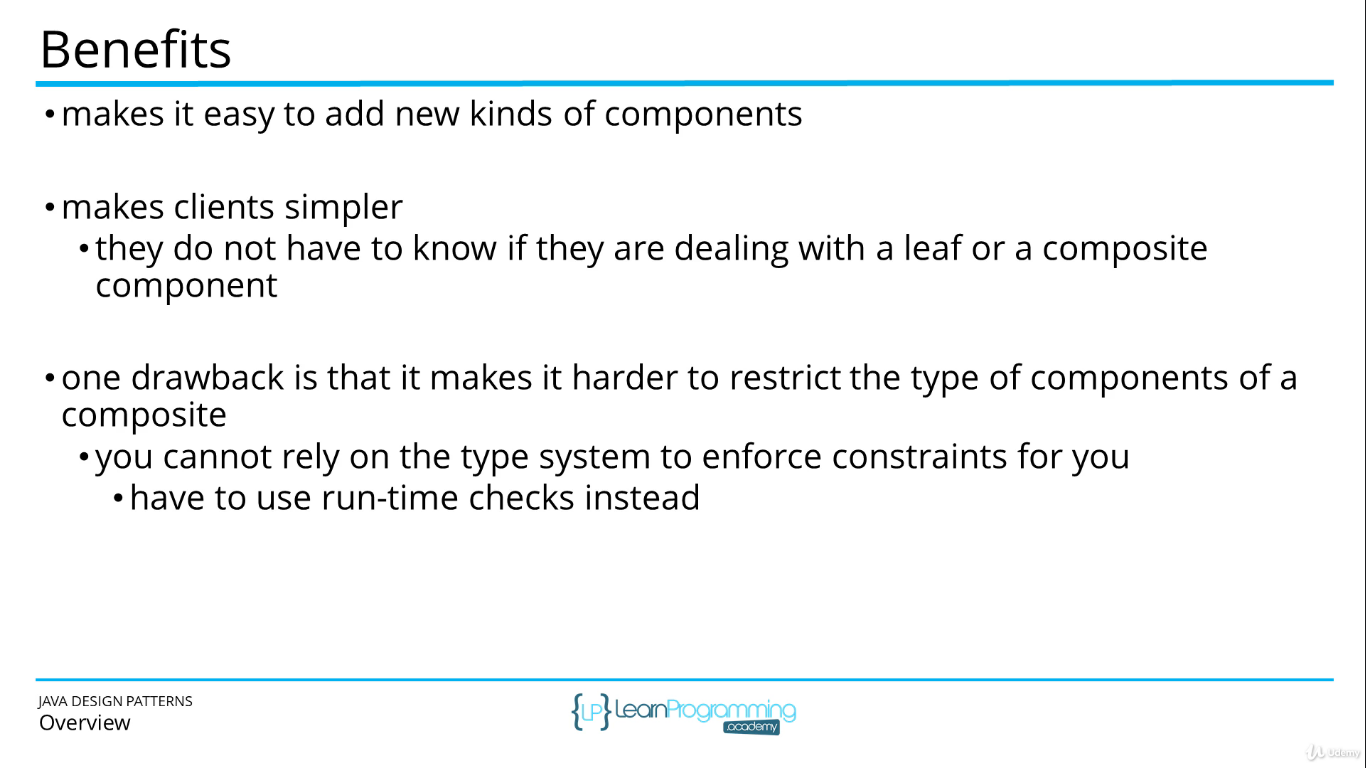 Benefits
• makes it easy to add new kinds of components
• makes clients simpler
• they do not have to know if they are dealing with a leaf or a composite
component
• one drawback is that it makes it harder to restrict the type of components of a
composite
• you cannot rely on the type system to enforce constraints for you
• have to use run-time checks instead
JAVA DESIGN PATTERNS
Overview
{LP} LearnProgramming
.academy
Udemy